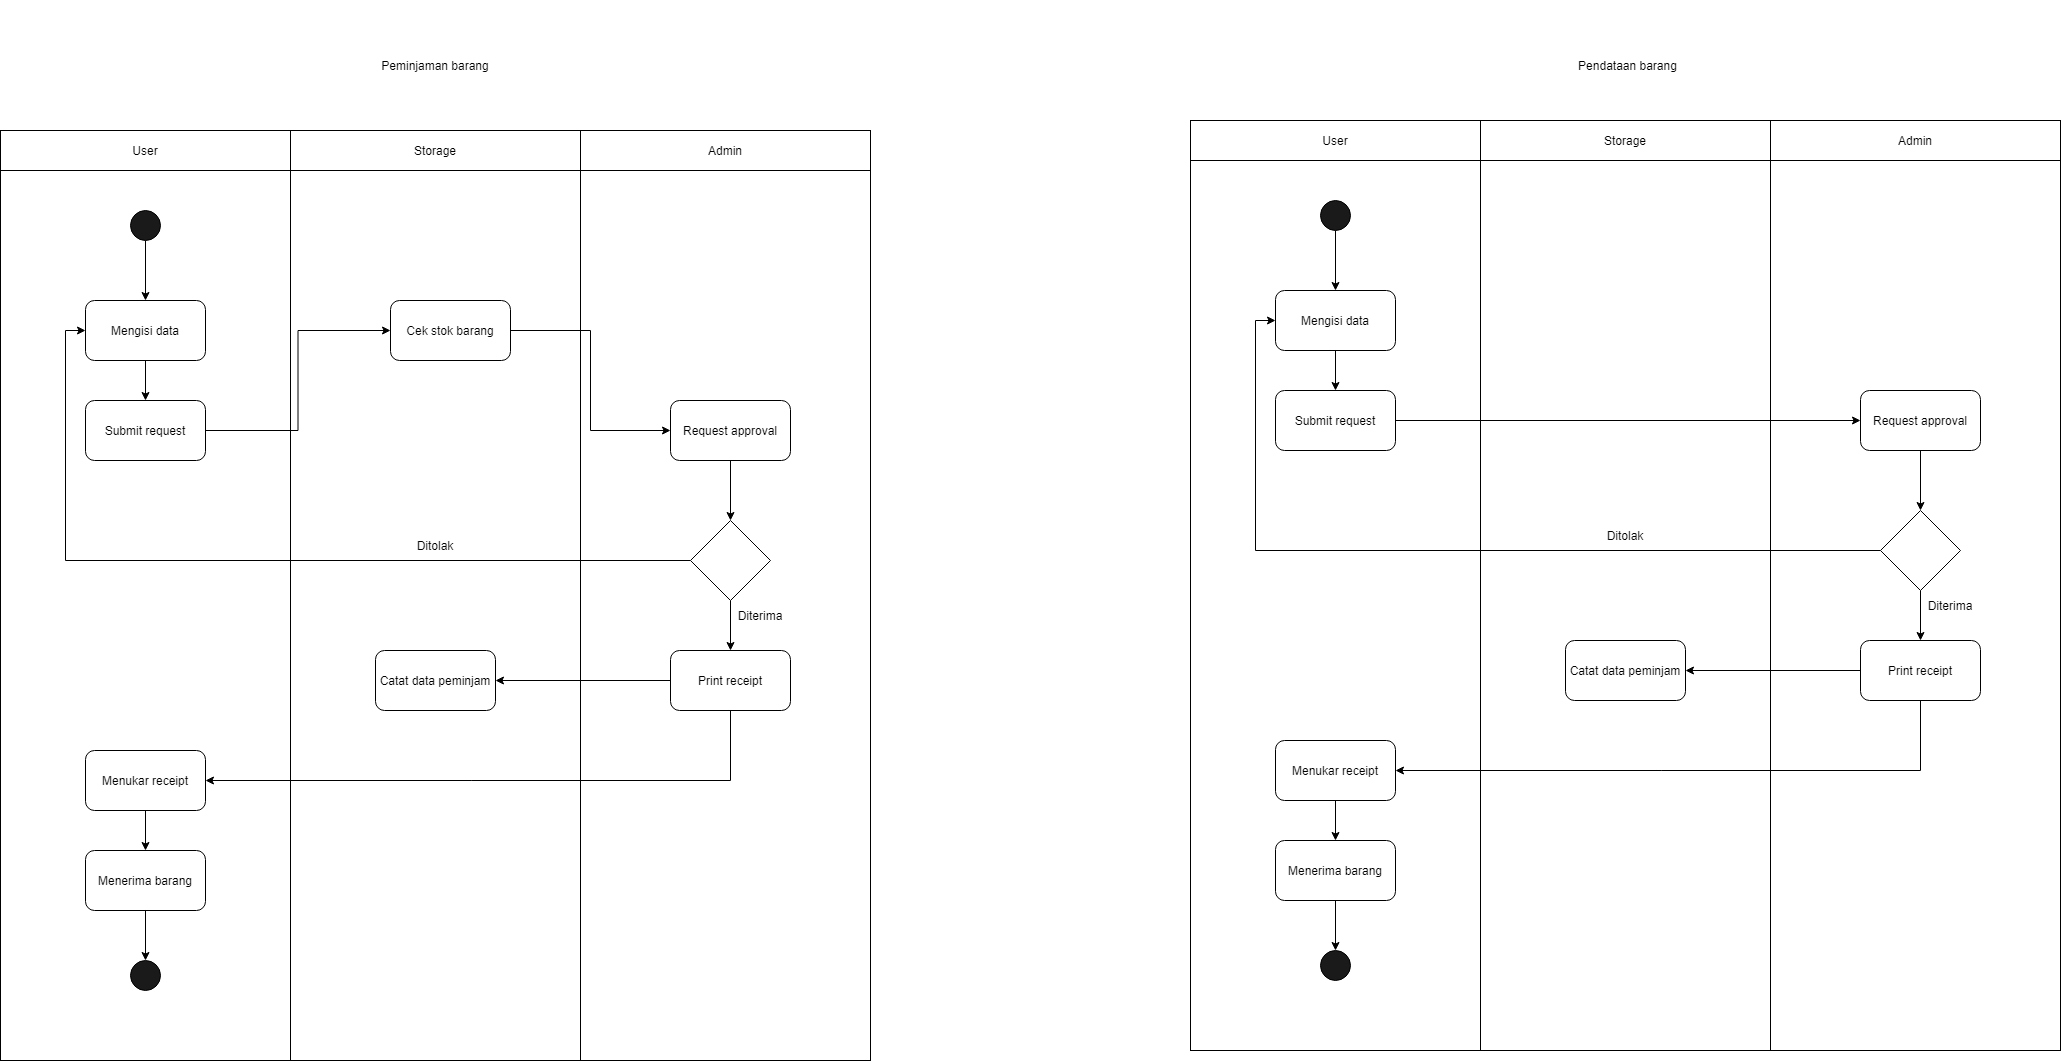 Peminjaman barang
User
Storage
Admin
Mengisi data
Cek stok barang
Submit request
Request approval
Ditolak
Diterima
Catat data peminjam
Print receipt
Menukar receipt
Menerima barang
Pendataan barang
User
Storage
Admin
Mengisi data
Submit request
Request approval
Ditolak
Diterima
Catat data peminjam
Print receipt
Menukar receipt
Menerima barang